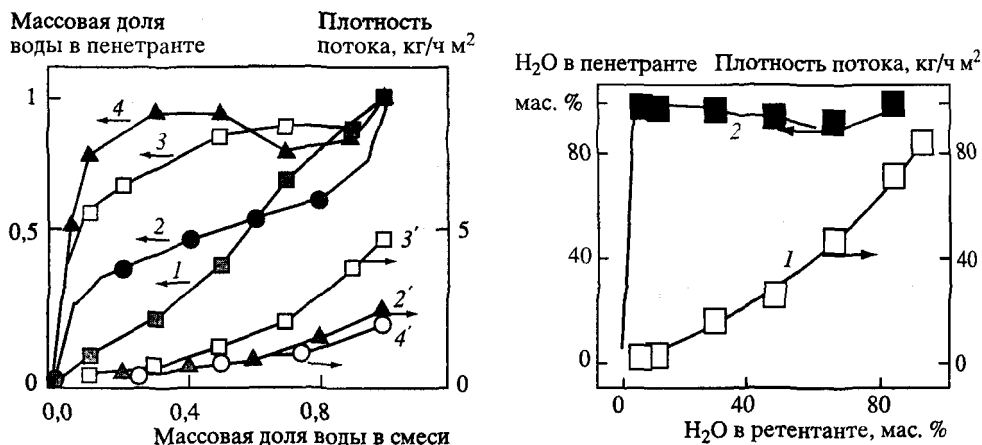 Массовая доля
воды в пенетранте
Плотность
потока, кг/ч м²
1
0,5
0
5
0
4
3
2
1
3′
2′
4′
0,0
0,4
0,8
Массовая доля воды в смеси
H₂O в пенетранте
мас. %
Плотность потока, кг/ч м²
80
40
0
80
40
0
2
1
0
40
80
H₂O в ретентанте, мас. %